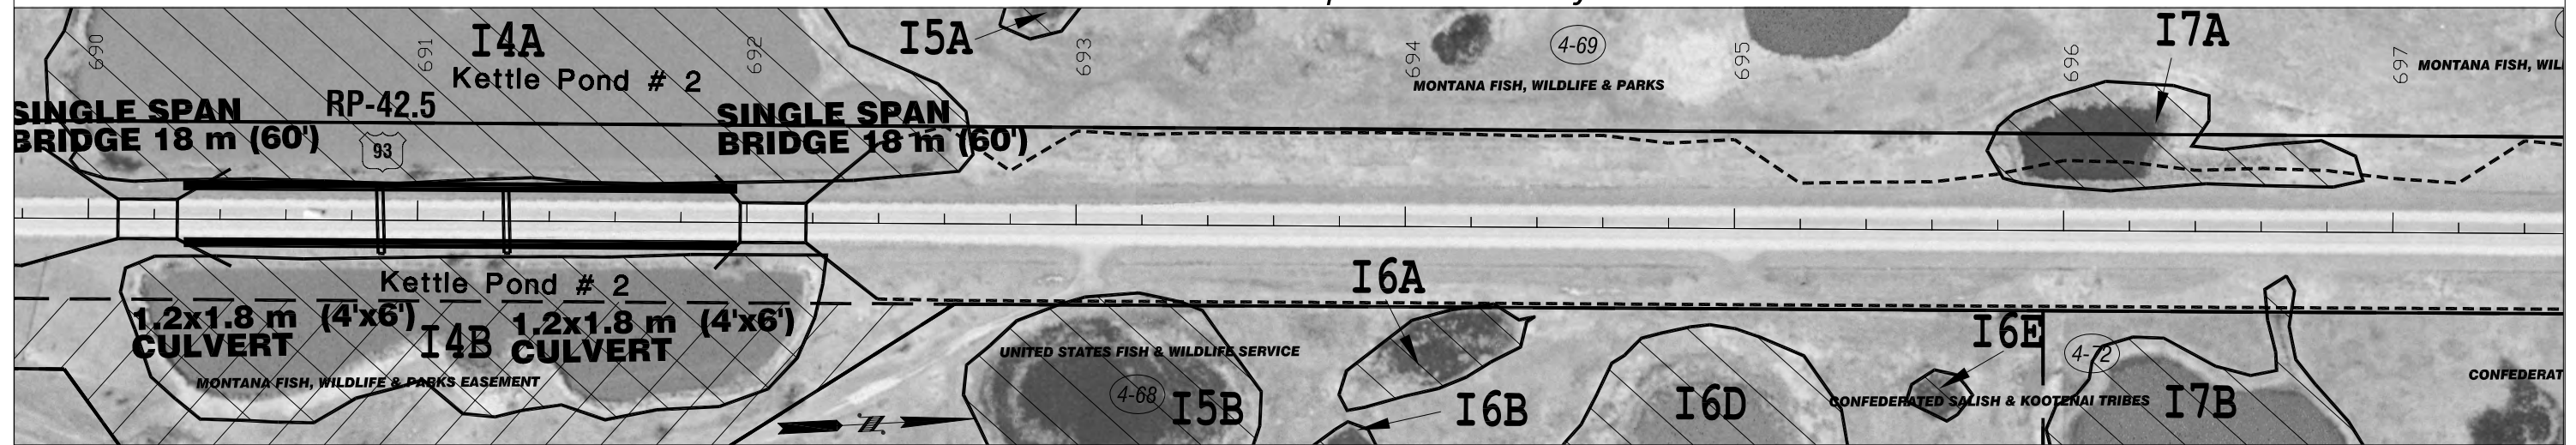 690
691
692
693
694
695
696
697
I4A
Kettle Pond # 2
I5A
4-69
MONTANA FISH, WILDLIFE & PARKS
I7A
MONTANA FISH, WIL
SINGLE SPAN
BRIDGE 18 m (60')
RP-42.5
93
SINGLE SPAN
BRIDGE 18 m (60')
Kettle Pond # 2
1.2x1.8 m (4'x6')
CULVERT
I4B
1.2x1.8 m (4'x6')
CULVERT
MONTANA FISH, WILDLIFE & PARKS EASEMENT
I6A
UNITED STATES FISH & WILDLIFE SERVICE
4-68
I5B
I6B
I6D
I6E
4-72
CONFEDERATED SALISH & KOOTENAI TRIBES
I7B
CONFEDERAT